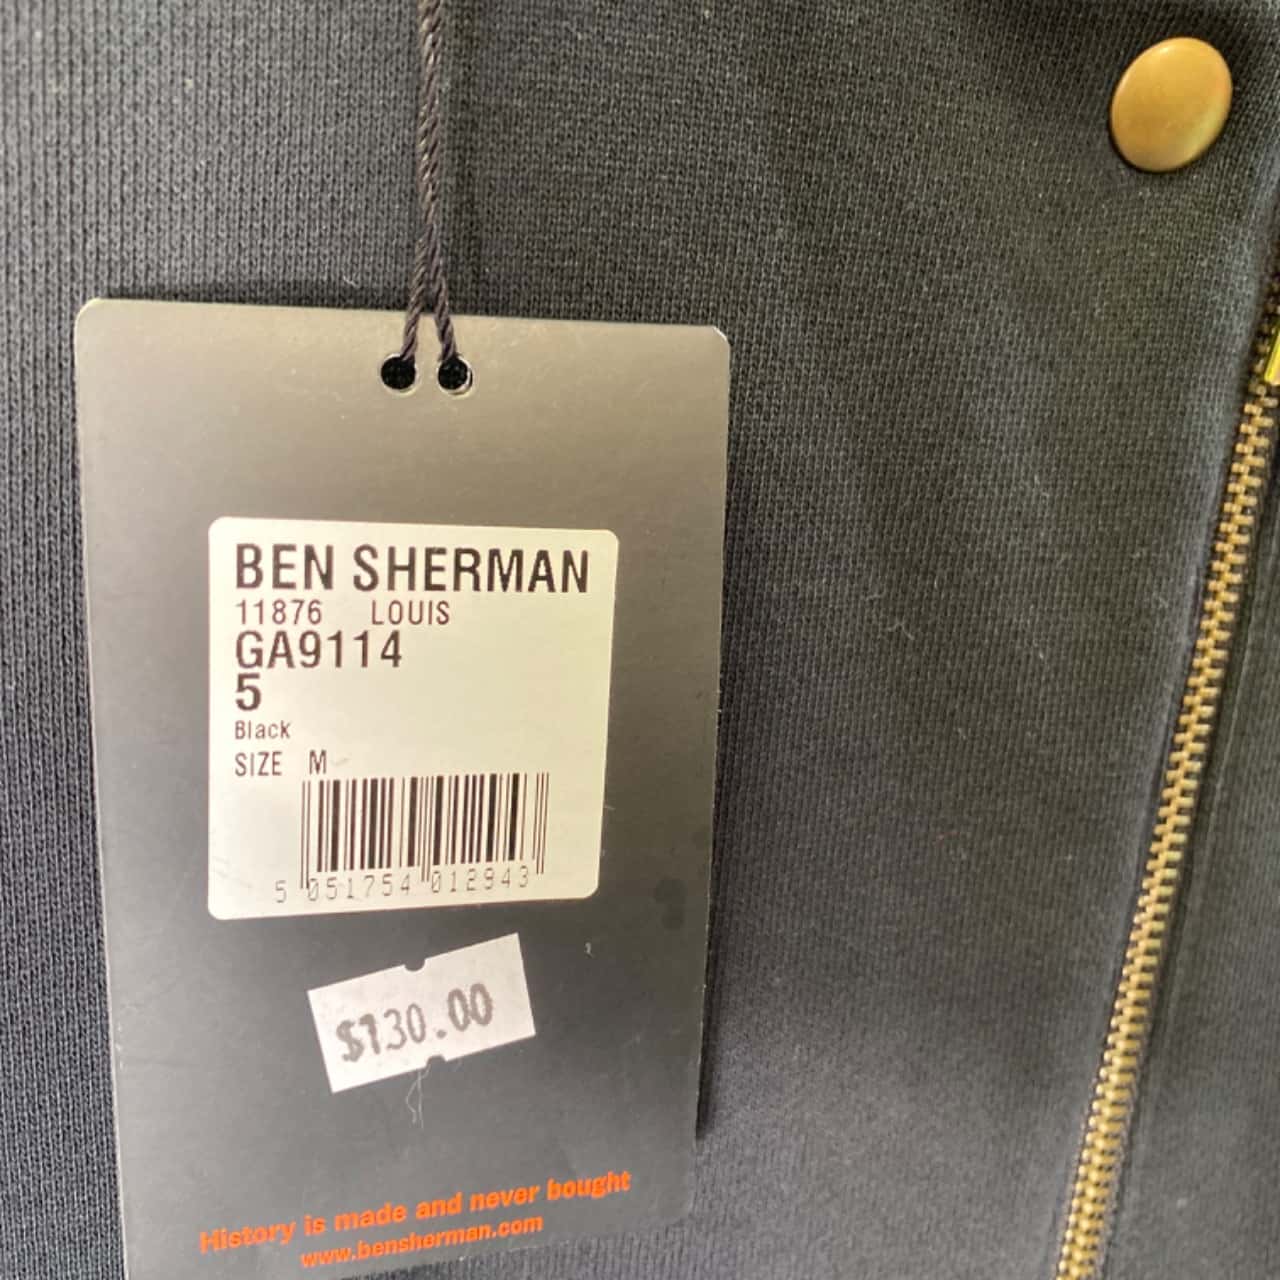 BEN SHERMAN
11876 LOUIS
GA9114
5
Black
SIZE M
5 051754 012943
$130.00
History is made and never bought
www.bensherman.com